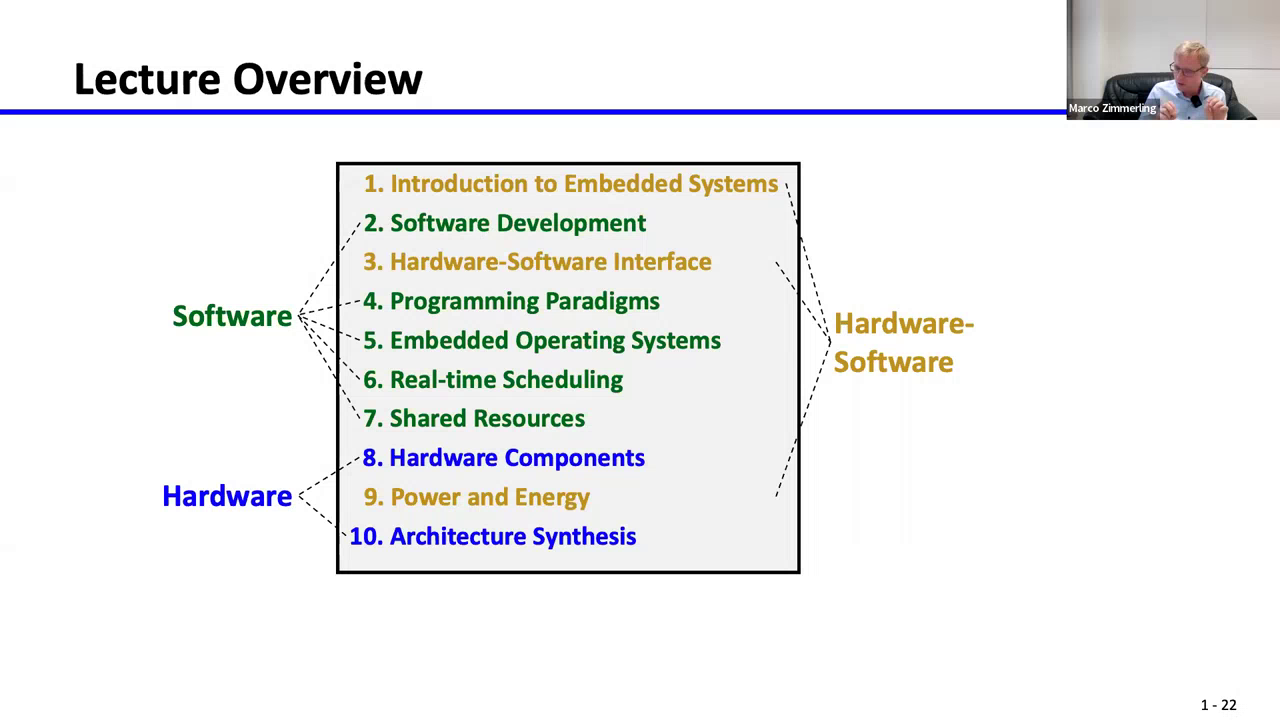 Lecture Overview
Marco Zimmerling
1. Introduction to Embedded Systems
2. Software Development
3. Hardware-Software Interface
4. Programming Paradigms
5. Embedded Operating Systems
6. Real-time Scheduling
7. Shared Resources
8. Hardware Components
9. Power and Energy
10. Architecture Synthesis
Software
Hardware
Hardware-
Software
1 - 22